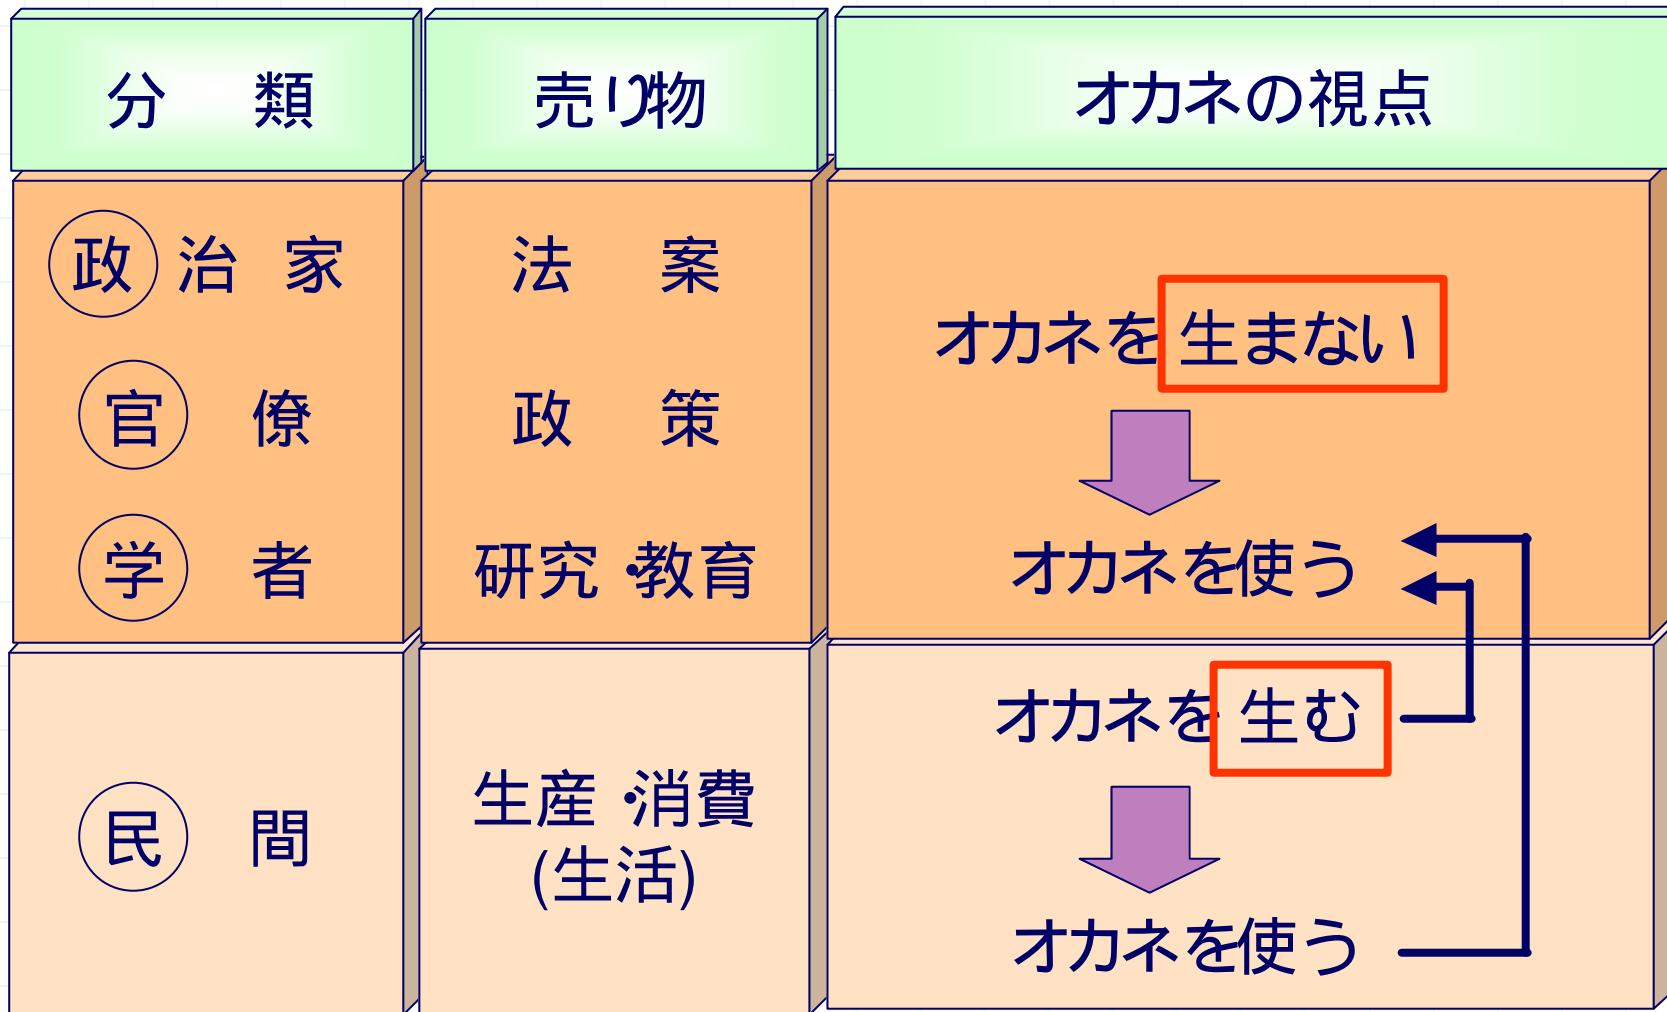 分　類
売り物
オカネの視点
政治家
法案
オカネを生まない
官僚
政策
学者
研究・教育
オカネを使う
オカネを生む
民間
生産・消費
(生活)
オカネを使う